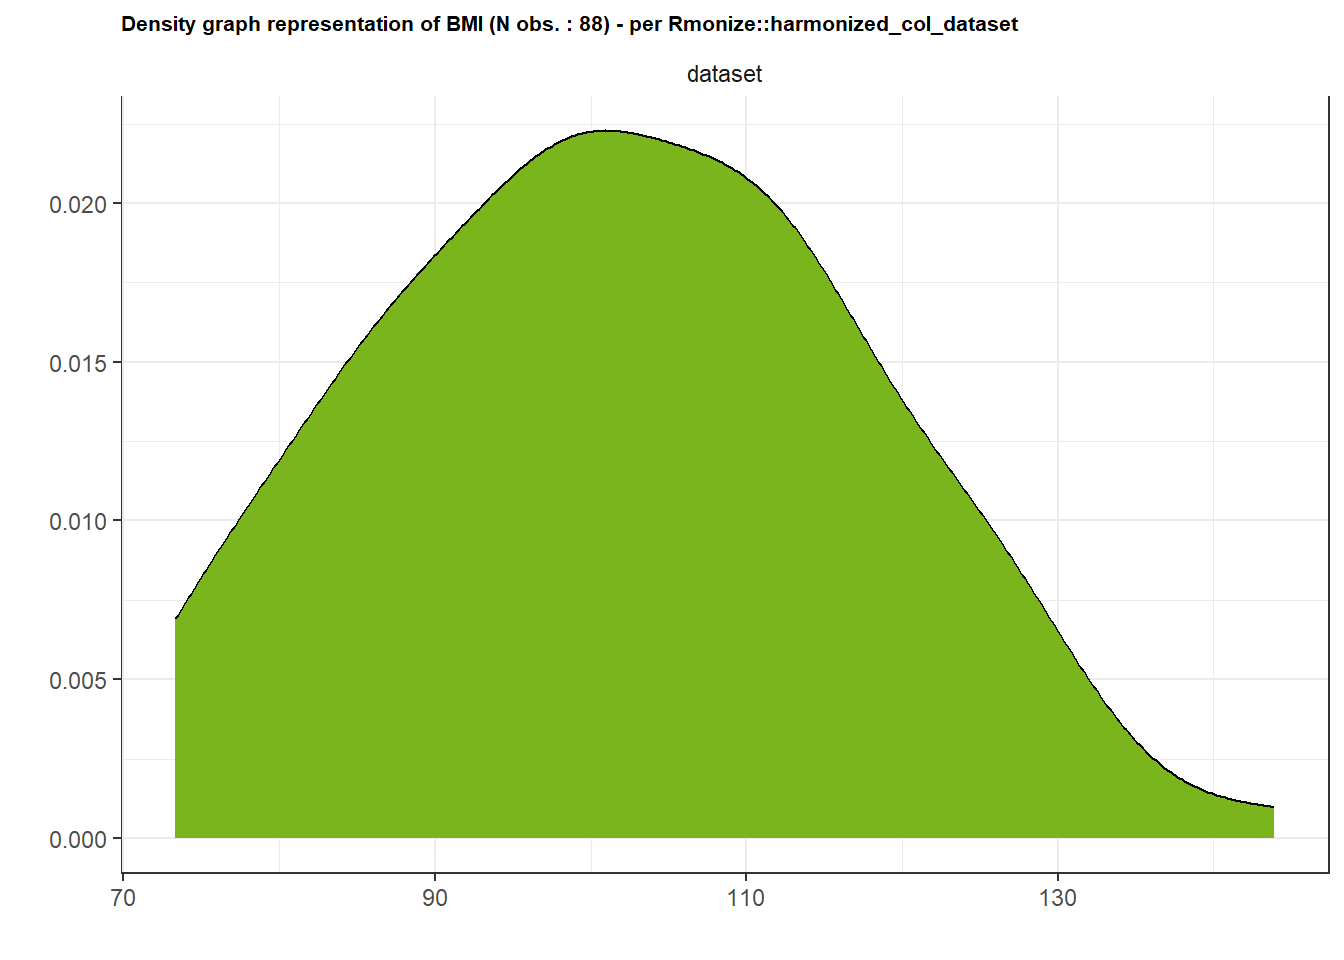 Density graph representation of BMI (N obs. : 88) - per Rmonize::harmonized_col_dataset
dataset
0.020
0.015
0.010
0.005
0.000
70 90 110 130